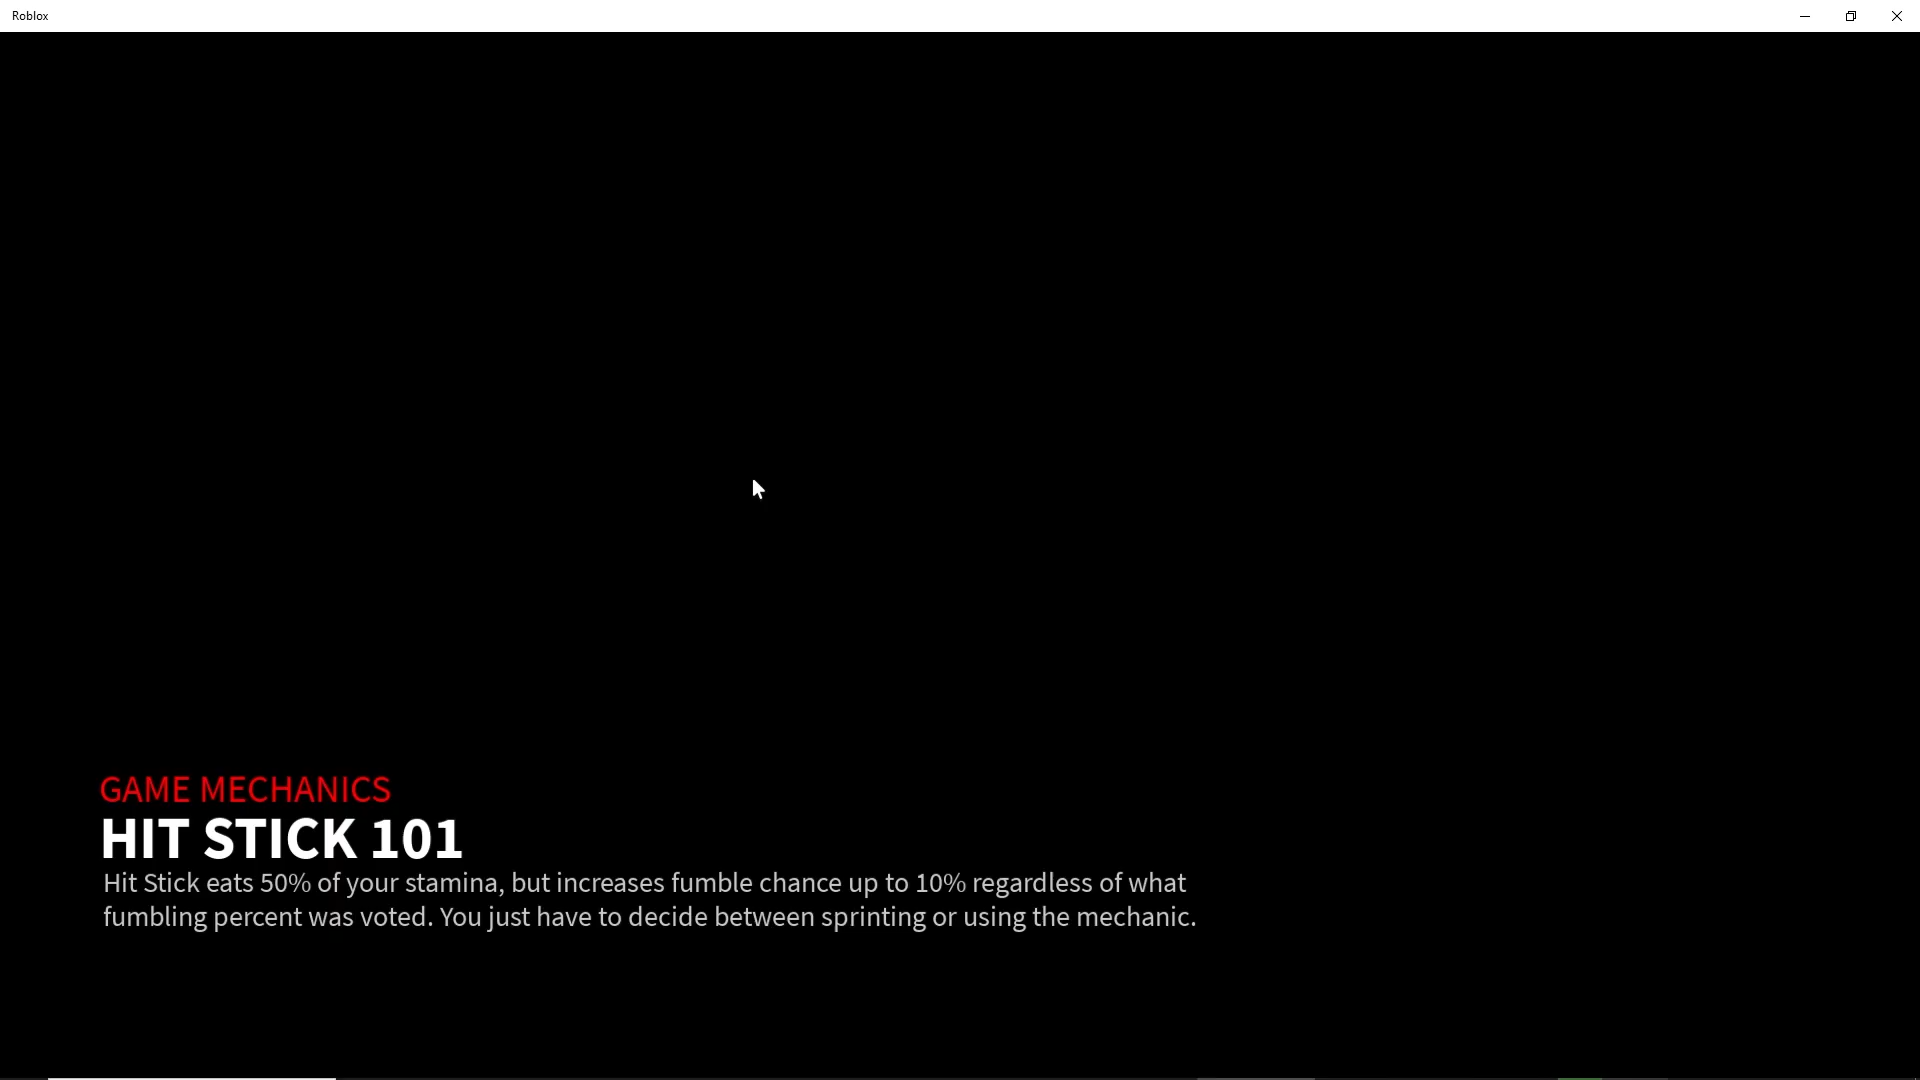 Roblox
GAME MECHANICS
HIT STICK 101
Hit Stick eats 50% of your stamina, but increases fumble chance up to 10% regardless of what
fumbling percent was voted. You just have to decide between sprinting or using the mechanic.